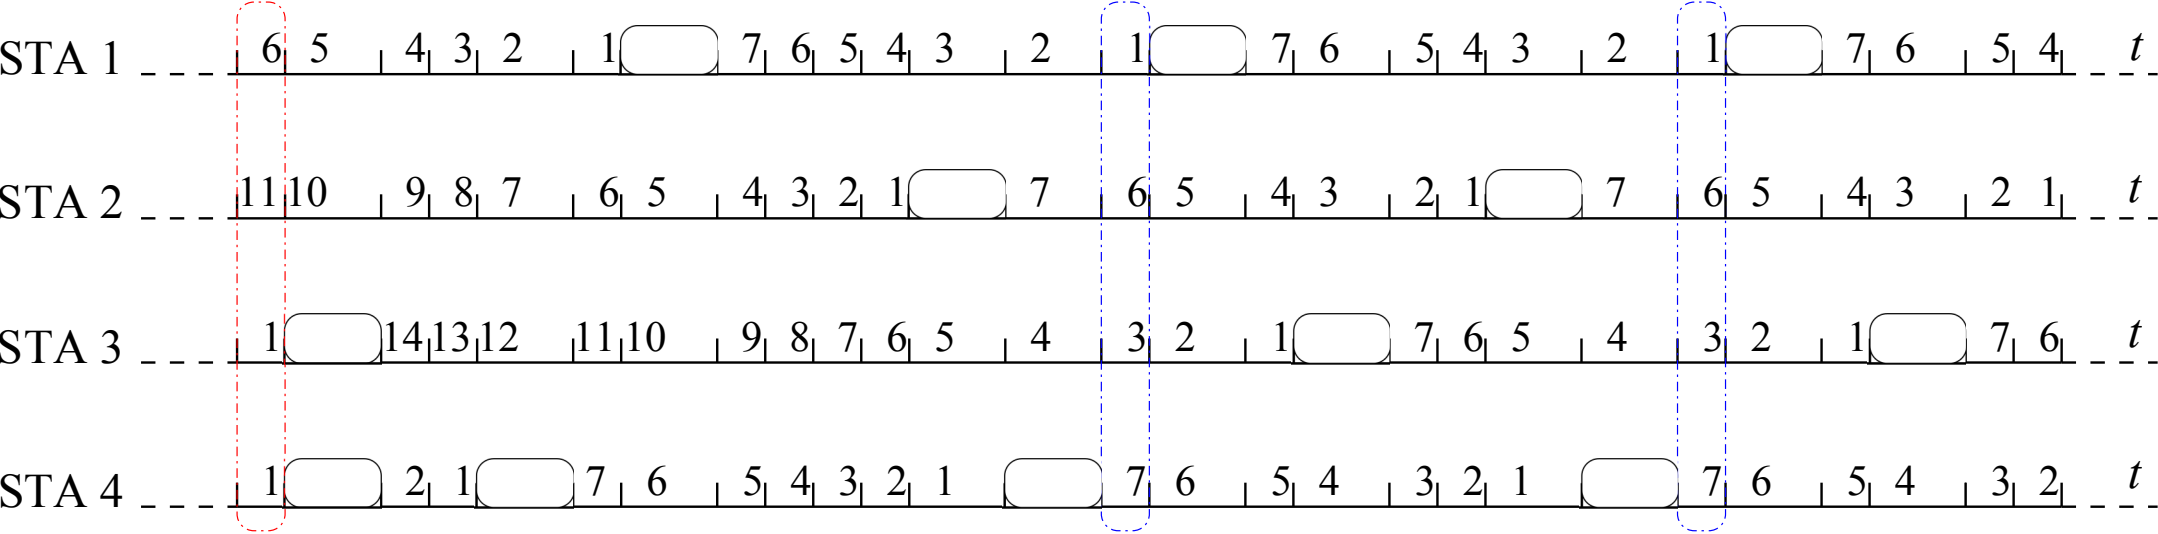 STA 1 6 5 4 3 2 1 7 6 5 4 3 2 1 7 6 5 4 3 2 1 7 6 5 4 t
STA 2 11 10 9 8 7 6 5 4 3 2 1 7 6 5 4 3 2 1 7 6 5 4 3 2 1 t
STA 3 1 14 13 12 11 10 9 8 7 6 5 4 3 2 1 7 6 5 4 3 2 1 7 6 t
STA 4 1 2 1 7 6 5 4 3 2 1 7 6 5 4 3 2 1 7 6 5 4 3 2 t